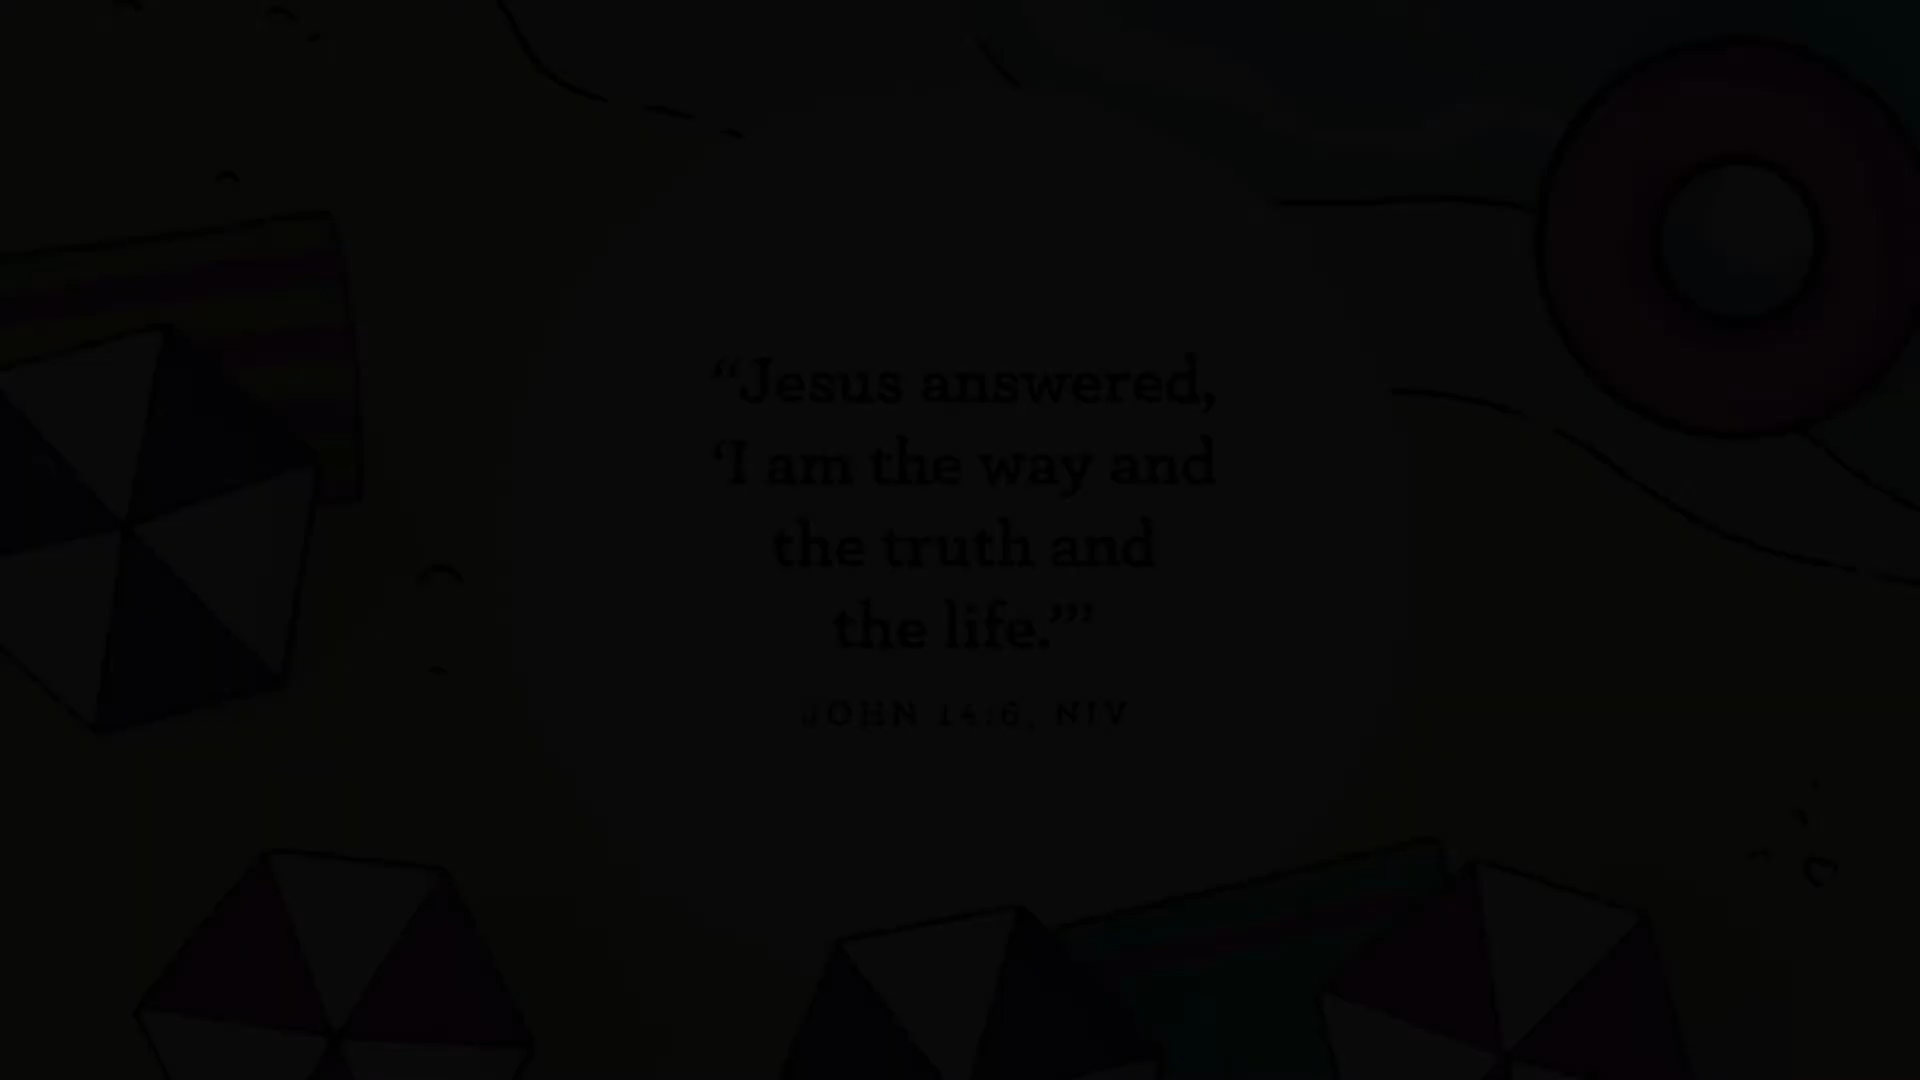 “Jesus answered,
‘I am the way and
the truth and
the life.’”
JOHN 14:6, NIV